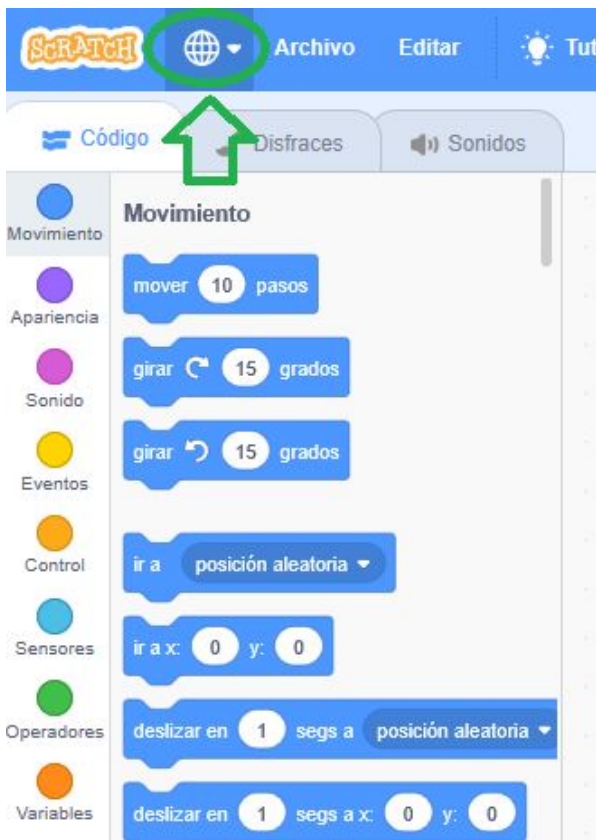 SCRATCH Archivo Editar Tut
Código Disfraces Sonidos
Movimiento
Apariencia
Sonido
Eventos
Control
Sensores
Operadores
Variables
Movimiento
mover 10 pasos
girar 15 grados
girar 15 grados
ir a posición aleatoria
ir a x: 0 y: 0
deslizar en 1 segs a posición aleatoria
deslizar en 1 segs a x: 0 y: 0